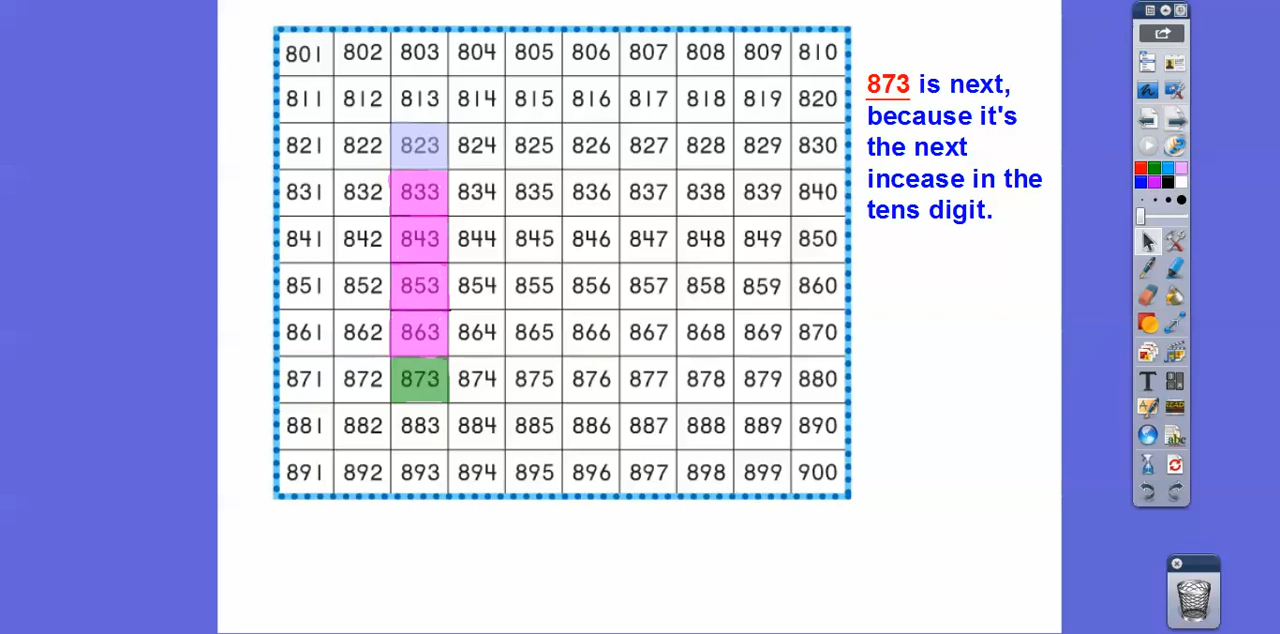 801 802 803 804 805 806 807 808 809 810
811 812 813 814 815 816 817 818 819 820
821 822 823 824 825 826 827 828 829 830
831 832 833 834 835 836 837 838 839 840
841 842 843 844 845 846 847 848 849 850
851 852 853 854 855 856 857 858 859 860
861 862 863 864 865 866 867 868 869 870
871 872 873 874 875 876 877 878 879 880
881 882 883 884 885 886 887 888 889 890
891 892 893 894 895 896 897 898 899 900
873 is next,
because it's
the next
incease in the
tens digit.
T
abc